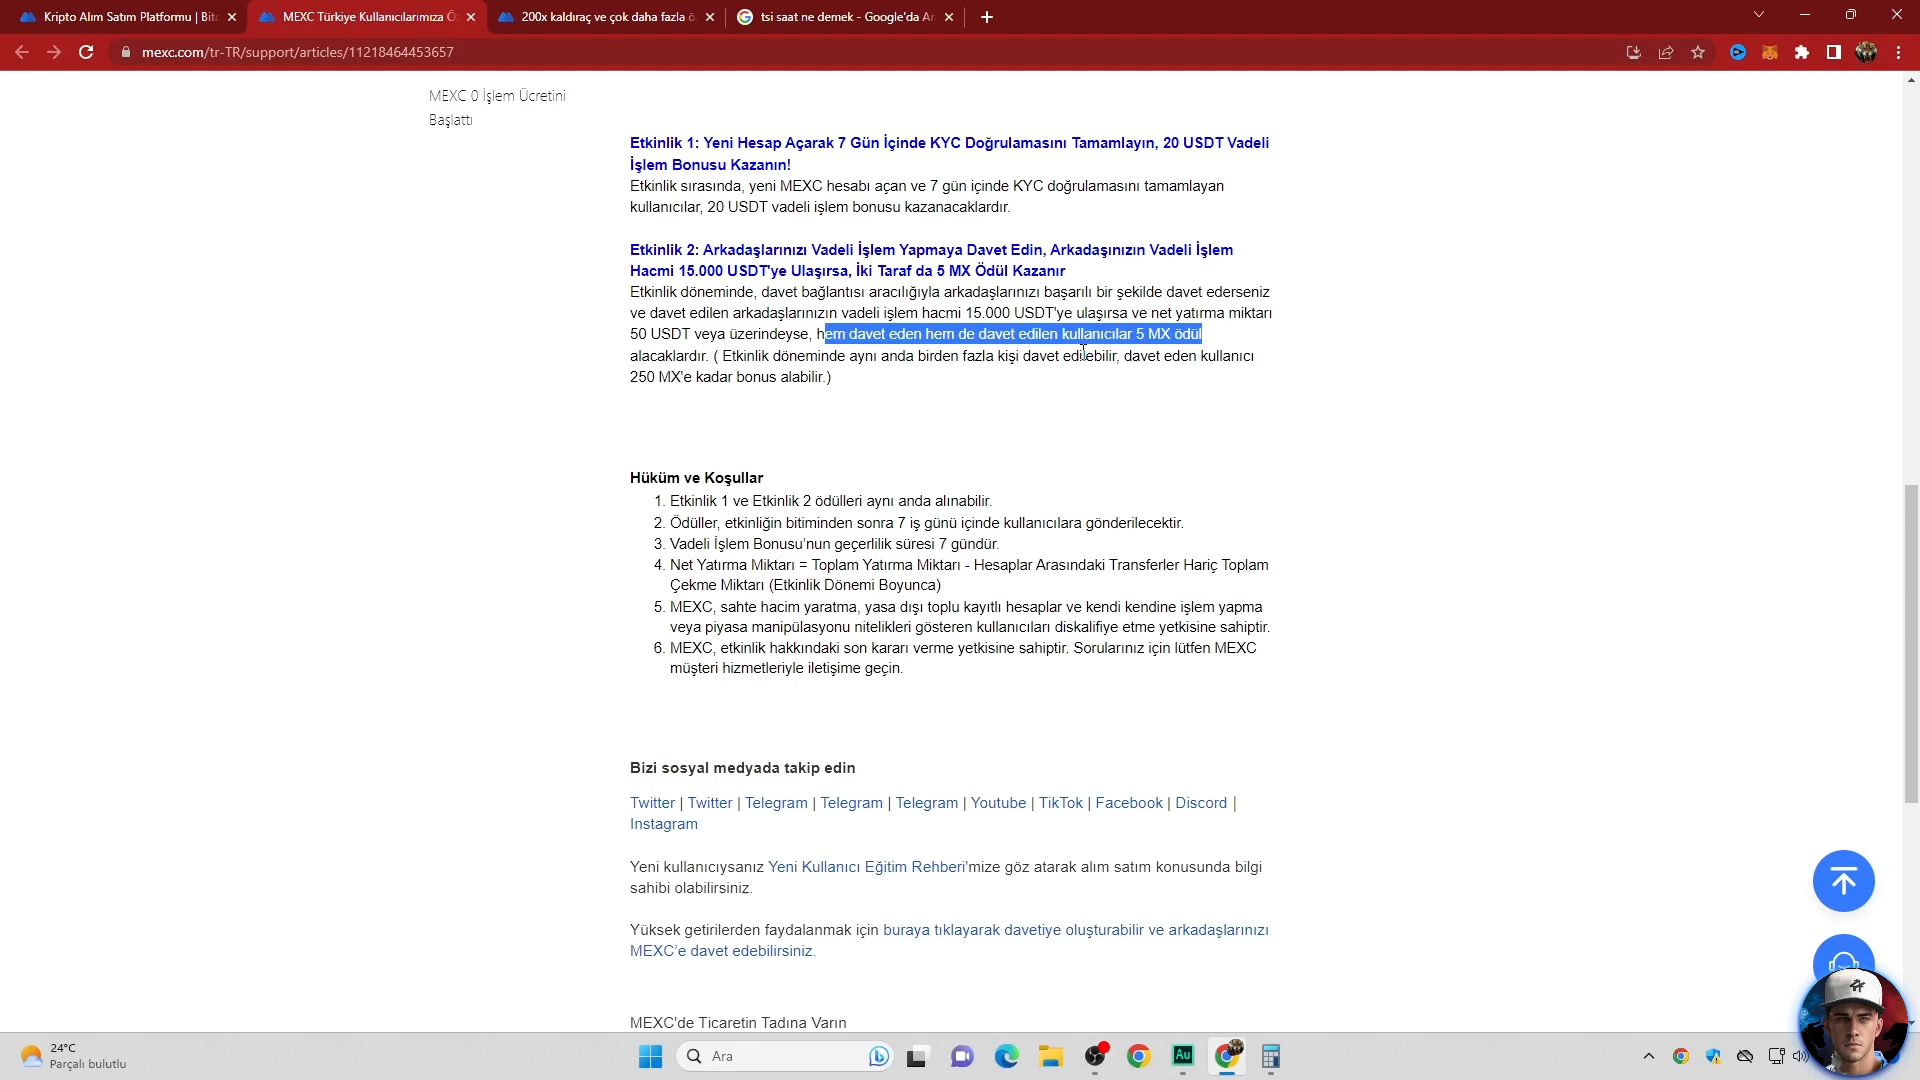 Kripto Alım Satım Platformu | Bitc
MEXC Türkiye Kullanıcılarımıza Ö
200x kaldıraç ve çok daha fazla ö
tsi saat ne demek - Google'da Ar
mexc.com/tr-TR/support/articles/11218464453657
MEXC 0 İşlem Ücretini
Başlattı
Etkinlik 1: Yeni Hesap Açarak 7 Gün İçinde KYC Doğrulamasını Tamamlayın, 20 USDT Vadeli
İşlem Bonusu Kazanın!
Etkinlik sırasında, yeni MEXC hesabı açan ve 7 gün içinde KYC doğrulamasını tamamlayan
kullanıcılar, 20 USDT vadeli işlem bonusu kazanacaklardır.
Etkinlik 2: Arkadaşlarınızı Vadeli İşlem Yapmaya Davet Edin, Arkadaşınızın Vadeli İşlem
Hacmi 15.000 USDT'ye Ulaşırsa, İki Taraf da 5 MX Ödül Kazanır
Etkinlik döneminde, davet bağlantısı aracılığıyla arkadaşlarınızı başarılı bir şekilde davet ederseniz
ve davet edilen arkadaşlarınızın vadeli işlem hacmi 15.000 USDT'ye ulaşırsa ve net yatırma miktarı
50 USDT veya üzerindeyse, hem davet eden hem de davet edilen kullanıcılar 5 MX ödül
alacaklardır. ( Etkinlik döneminde aynı anda birden fazla kişi davet edilebilir, davet eden kullanıcı
250 MX'e kadar bonus alabilir.)
Hüküm ve Koşullar
1. Etkinlik 1 ve Etkinlik 2 ödülleri aynı anda alınabilir.
2. Ödüller, etkinliğin bitiminden sonra 7 iş günü içinde kullanıcılara gönderilecektir.
3. Vadeli İşlem Bonusu'nun geçerlilik süresi 7 gündür.
4. Net Yatırma Miktarı = Toplam Yatırma Miktarı - Hesaplar Arasındaki Transferler Hariç Toplam
Çekme Miktarı (Etkinlik Dönemi Boyunca)
5. MEXC, sahte hacim yaratma, yasa dışı toplu kayıtlı hesaplar ve kendi kendine işlem yapma
veya piyasa manipülasyonu nitelikleri gösteren kullanıcıları diskalifiye etme yetkisine sahiptir.
6. MEXC, etkinlik hakkındaki son kararı verme yetkisine sahiptir. Sorularınız için lütfen MEXC
müşteri hizmetleriyle iletişime geçin.
Bizi sosyal medyada takip edin
Twitter | Twitter | Telegram | Telegram | Telegram | Youtube | TikTok | Facebook | Discord |
Instagram
Yeni kullanıcıysanız Yeni Kullanıcı Eğitim Rehberi'mize göz atarak alım satım konusunda bilgi
sahibi olabilirsiniz.
Yüksek getirilerden faydalanmak için buraya tıklayarak davetiye oluşturabilir ve arkadaşlarınızı
MEXC'e davet edebilirsiniz.
MEXC'de Ticaretin Tadına Varın
24°C
Parçalı bulutlu
Ara
Au